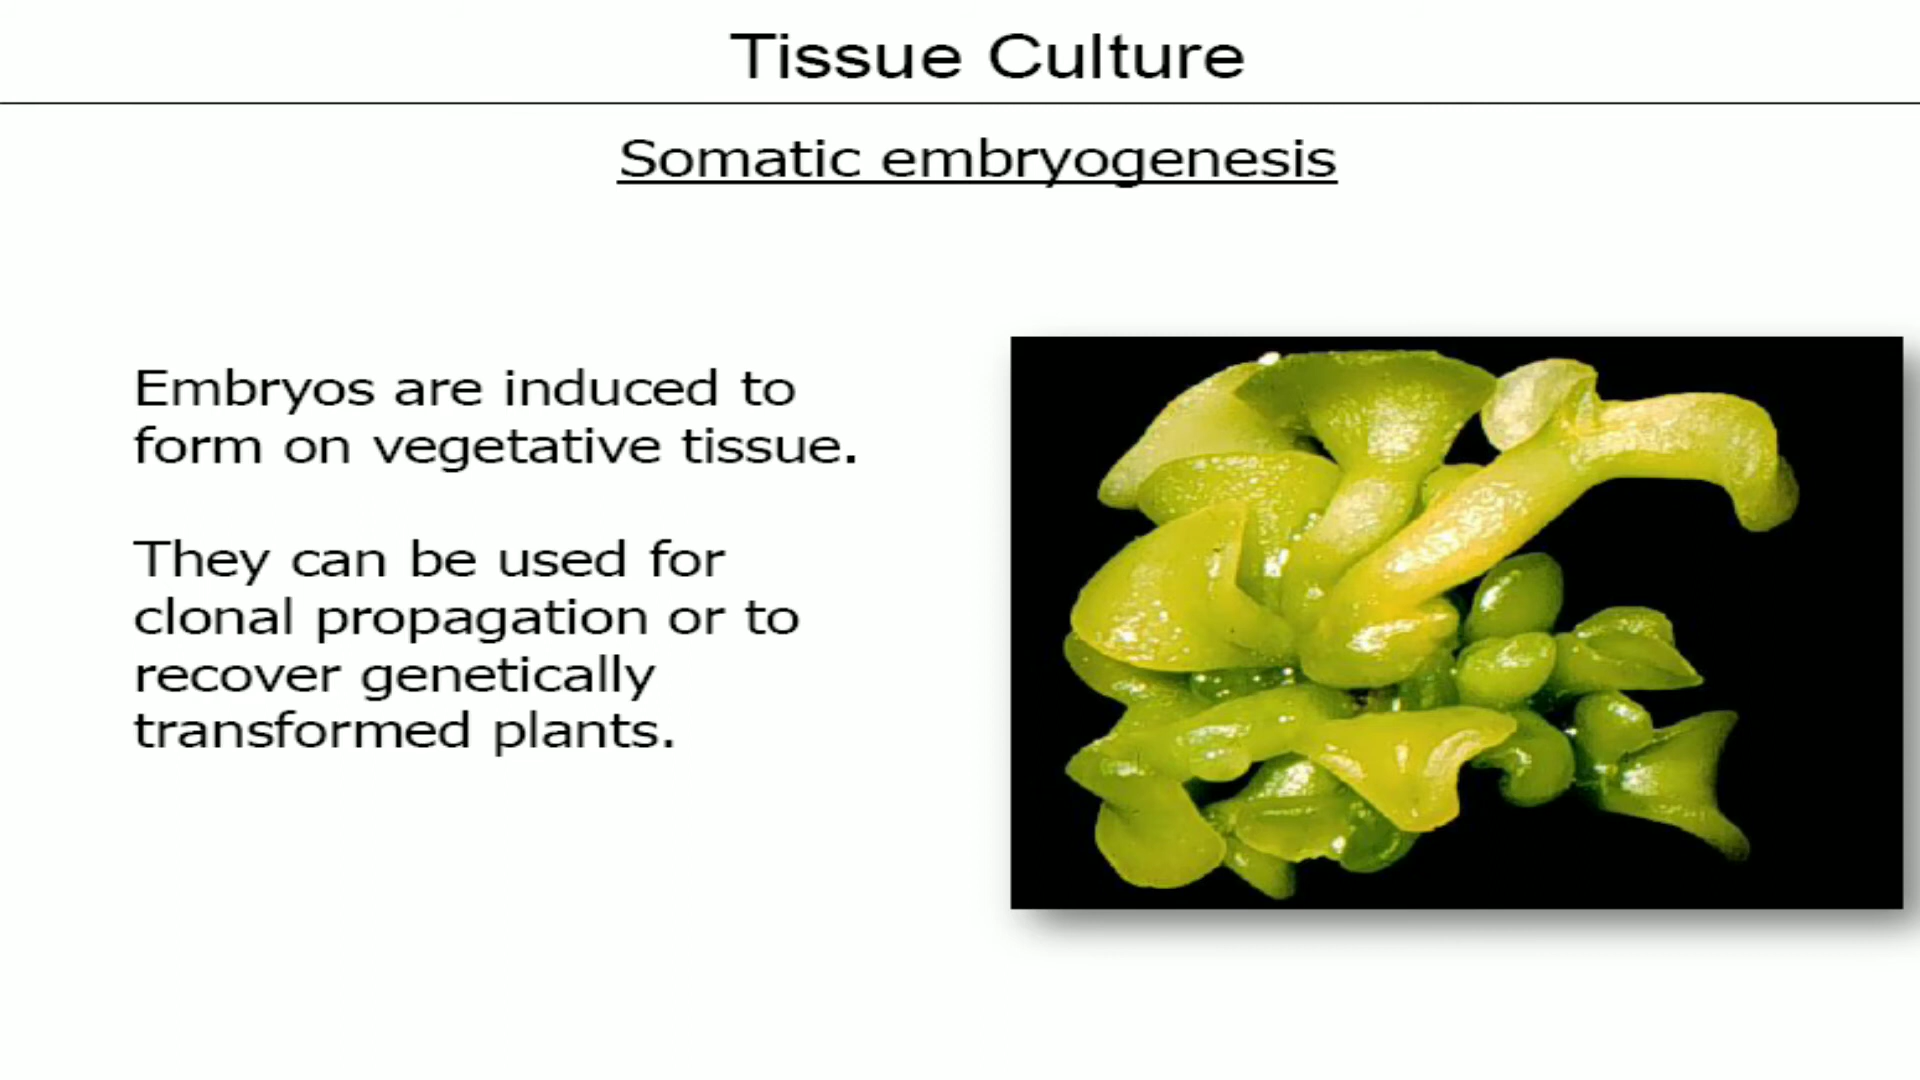 Tissue Culture
Somatic embryogenesis
Embryos are induced to
form on vegetative tissue.
They can be used for
clonal propagation or to
recover genetically
transformed plants.